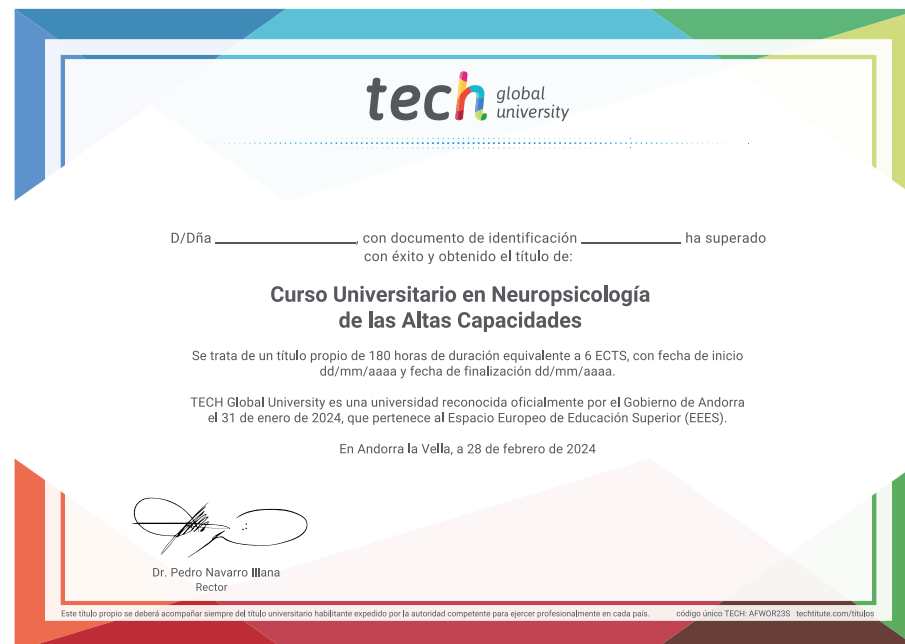 tech global university
D/Dña ____________________, con documento de identificación ______________ ha superado
con éxito y obtenido el título de:
Curso Universitario en Neuropsicología
de las Altas Capacidades
Se trata de un título propio de 180 horas de duración equivalente a 6 ECTS, con fecha de inicio
dd/mm/aaaa y fecha de finalización dd/mm/aaaa.
TECH Global University es una universidad reconocida oficialmente por el Gobierno de Andorra
el 31 de enero de 2024, que pertenece al Espacio Europeo de Educación Superior (EEES).
En Andorra la Vella, a 28 de febrero de 2024
Dr. Pedro Navarro Illana
Rector
Este título propio se deberá acompañar siempre del título universitario habilitante expedido por la autoridad competente para ejercer profesionalmente en cada país. código único TECH: AFWOR23S techtitute.com/titulos